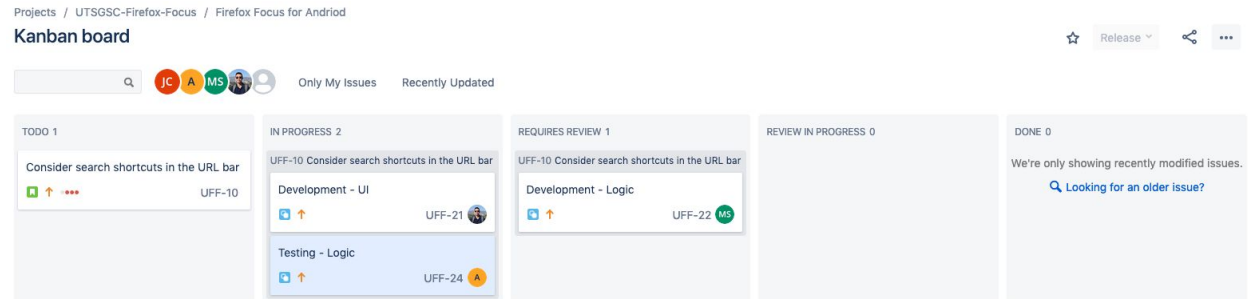 Projects / UTSGSC-Firefox-Focus / Firefox Focus for Andriod
Kanban board
Release
JC A MS
Only My Issues
Recently Updated
TODO 1
Consider search shortcuts in the URL bar
UFF-10
IN PROGRESS 2
UFF-10 Consider search shortcuts in the URL bar
Development - UI
UFF-21
Testing - Logic
UFF-24 A
REQUIRES REVIEW 1
UFF-10 Consider search shortcuts in the URL bar
Development - Logic
UFF-22 MS
REVIEW IN PROGRESS 0
DONE 0
We're only showing recently modified issues.
Looking for an older issue?